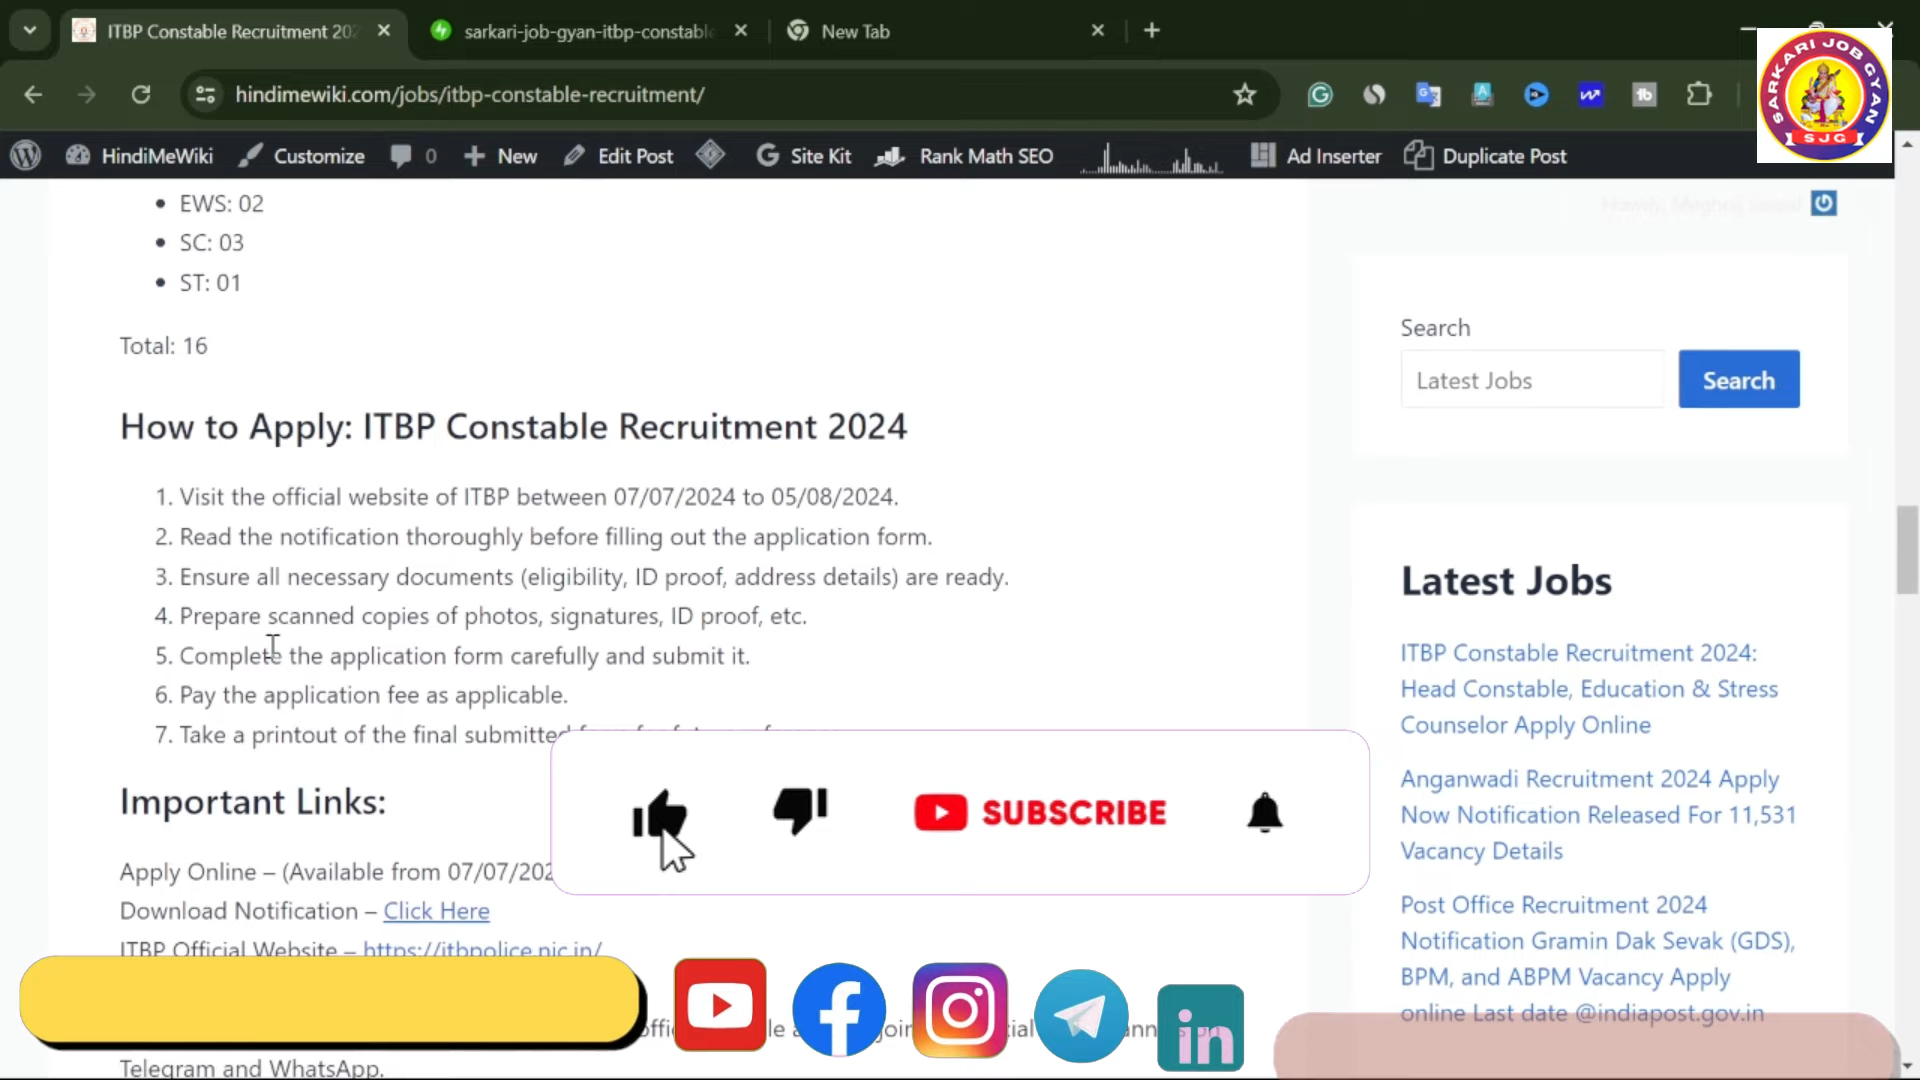 ITBP Constable Recruitment 202
sarkari-job-gyan-itbp-constable
New Tab
hindimewiki.com/jobs/itbp-constable-recruitment/
SARKARI JOB GYAN
SJG
HindiMeWiki
Customize
0
New
Edit Post
Site Kit
Rank Math SEO
Ad Inserter
Duplicate Post
EWS: 02
SC: 03
ST: 01
Total: 16
How to Apply: ITBP Constable Recruitment 2024
1. Visit the official website of ITBP between 07/07/2024 to 05/08/2024.
2. Read the notification thoroughly before filling out the application form.
3. Ensure all necessary documents (eligibility, ID proof, address details) are ready.
4. Prepare scanned copies of photos, signatures, ID proof, etc.
5. Complete the application form carefully and submit it.
6. Pay the application fee as applicable.
7. Take a printout of the final submitted
Important Links:
Apply Online – (Available from 07/07/202
Download Notification – Click Here
ITBP Official Website – https://itbpolice.nic.in/
Telegram and WhatsApp.
SUBSCRIBE
in
Search
Latest Jobs
Search
Latest Jobs
ITBP Constable Recruitment 2024:
Head Constable, Education & Stress
Counselor Apply Online
Anganwadi Recruitment 2024 Apply
Now Notification Released For 11,531
Vacancy Details
Post Office Recruitment 2024
Notification Gramin Dak Sevak (GDS),
BPM, and ABPM Vacancy Apply
online Last date @indiapost.gov.in